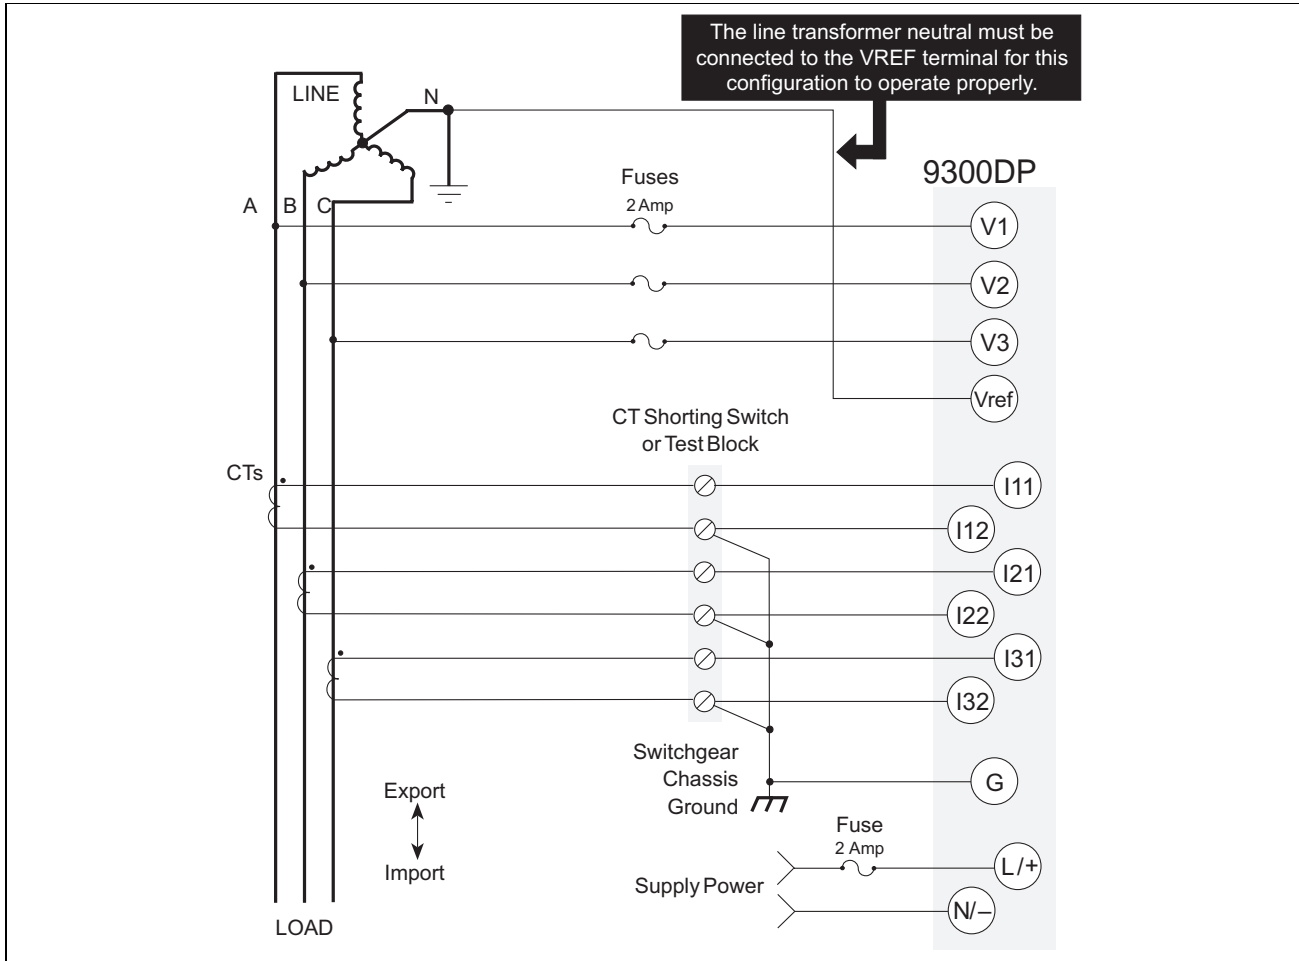 The line transformer neutral must be
connected to the VREF terminal for this
configuration to operate properly.
LINE
N
9300DP
Fuses
2 Amp
A
B
C
V1
V2
V3
Vref
CT Shorting Switch
or Test Block
CTs
I11
I12
I21
I22
I31
I32
Switchgear
Chassis
Ground
G
Export
Import
Fuse
2 Amp
L/+
Supply Power
N/–
LOAD